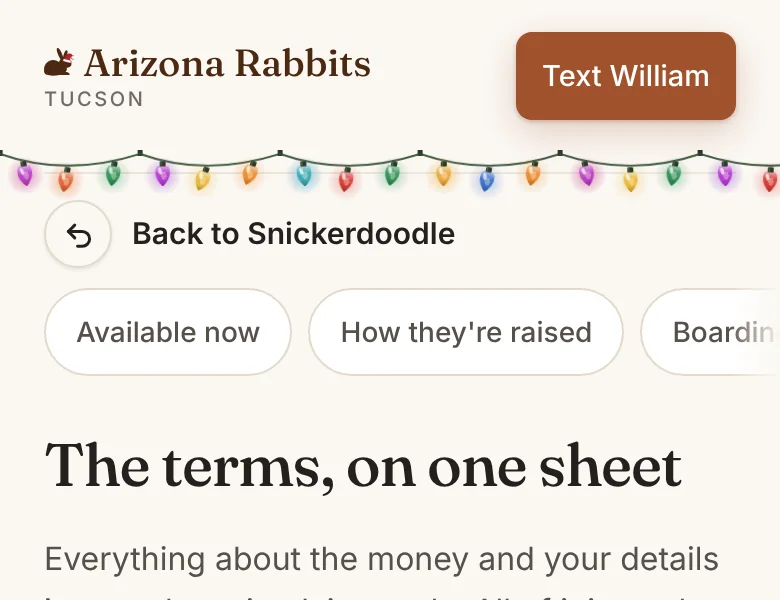 Arizona Rabbits
TUCSON
Text William
Back to Snickerdoodle
Available now
How they're raised
The terms, on one sheet
Everything about the money and your details